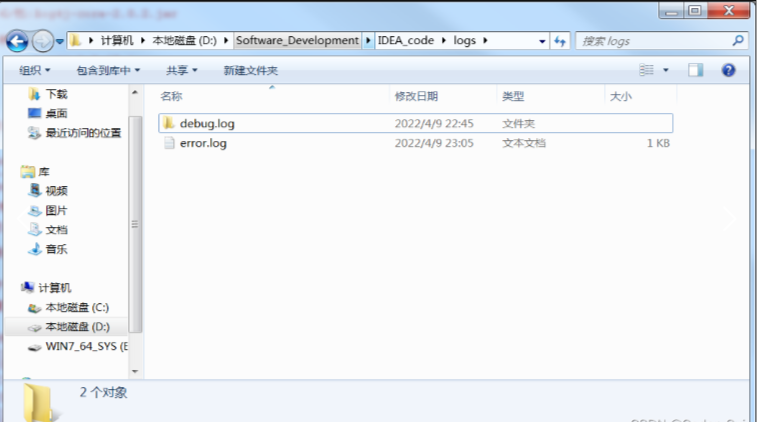 计算机 本地磁盘 (D:) Software_Development IDEA_code logs 搜索 logs
组织 包含到库中 共享 新建文件夹
下载
桌面
最近访问的位置
库
视频
图片
文档
音乐
计算机
本地磁盘 (C:)
本地磁盘 (D:)
WIN7_64_SYS (E
名称 修改日期 类型 大小
debug.log 2022/4/9 22:45 文件夹
error.log 2022/4/9 23:05 文本文档 1 KB
2 个对象